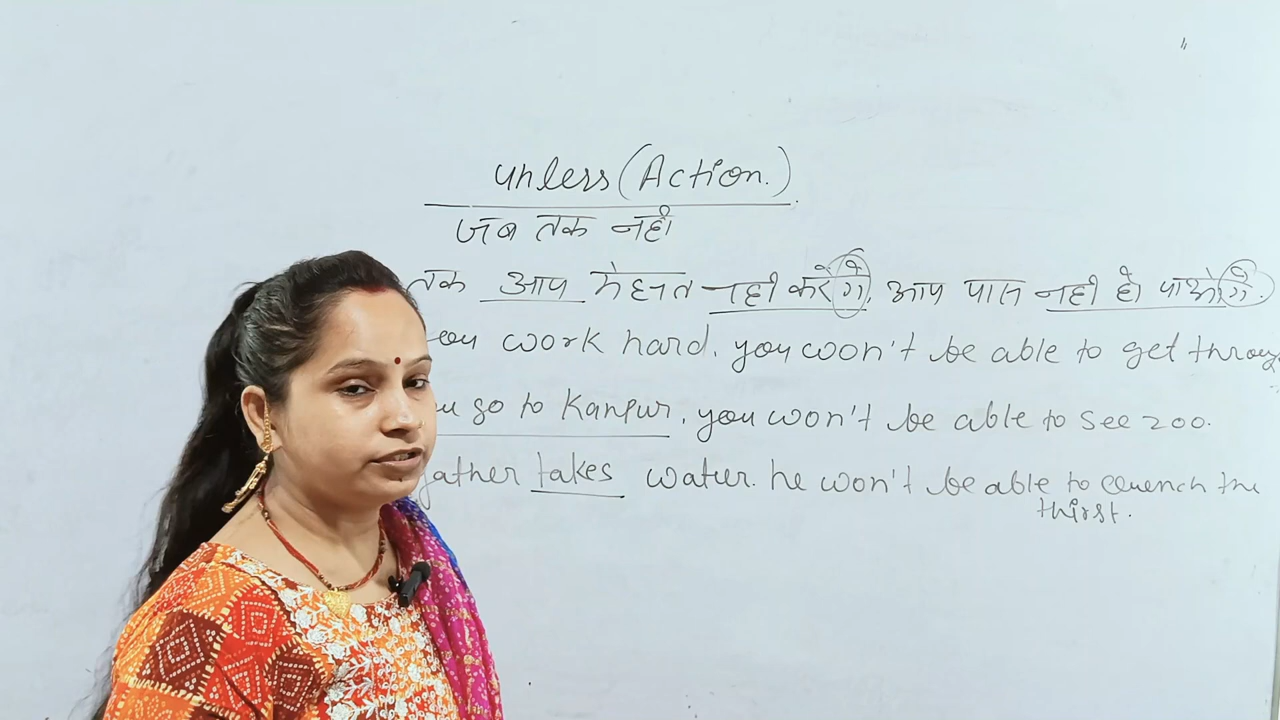 unless (Action.)
जब तक नहीं
तक आप मेहनत नहीं करेंगे, आप पास नहीं हो पाओगे.
you work hard, you won't be able to get throug
go to Kanpur, you won't be able to see zoo.
father takes water. he won't be able to quench the
thirst.